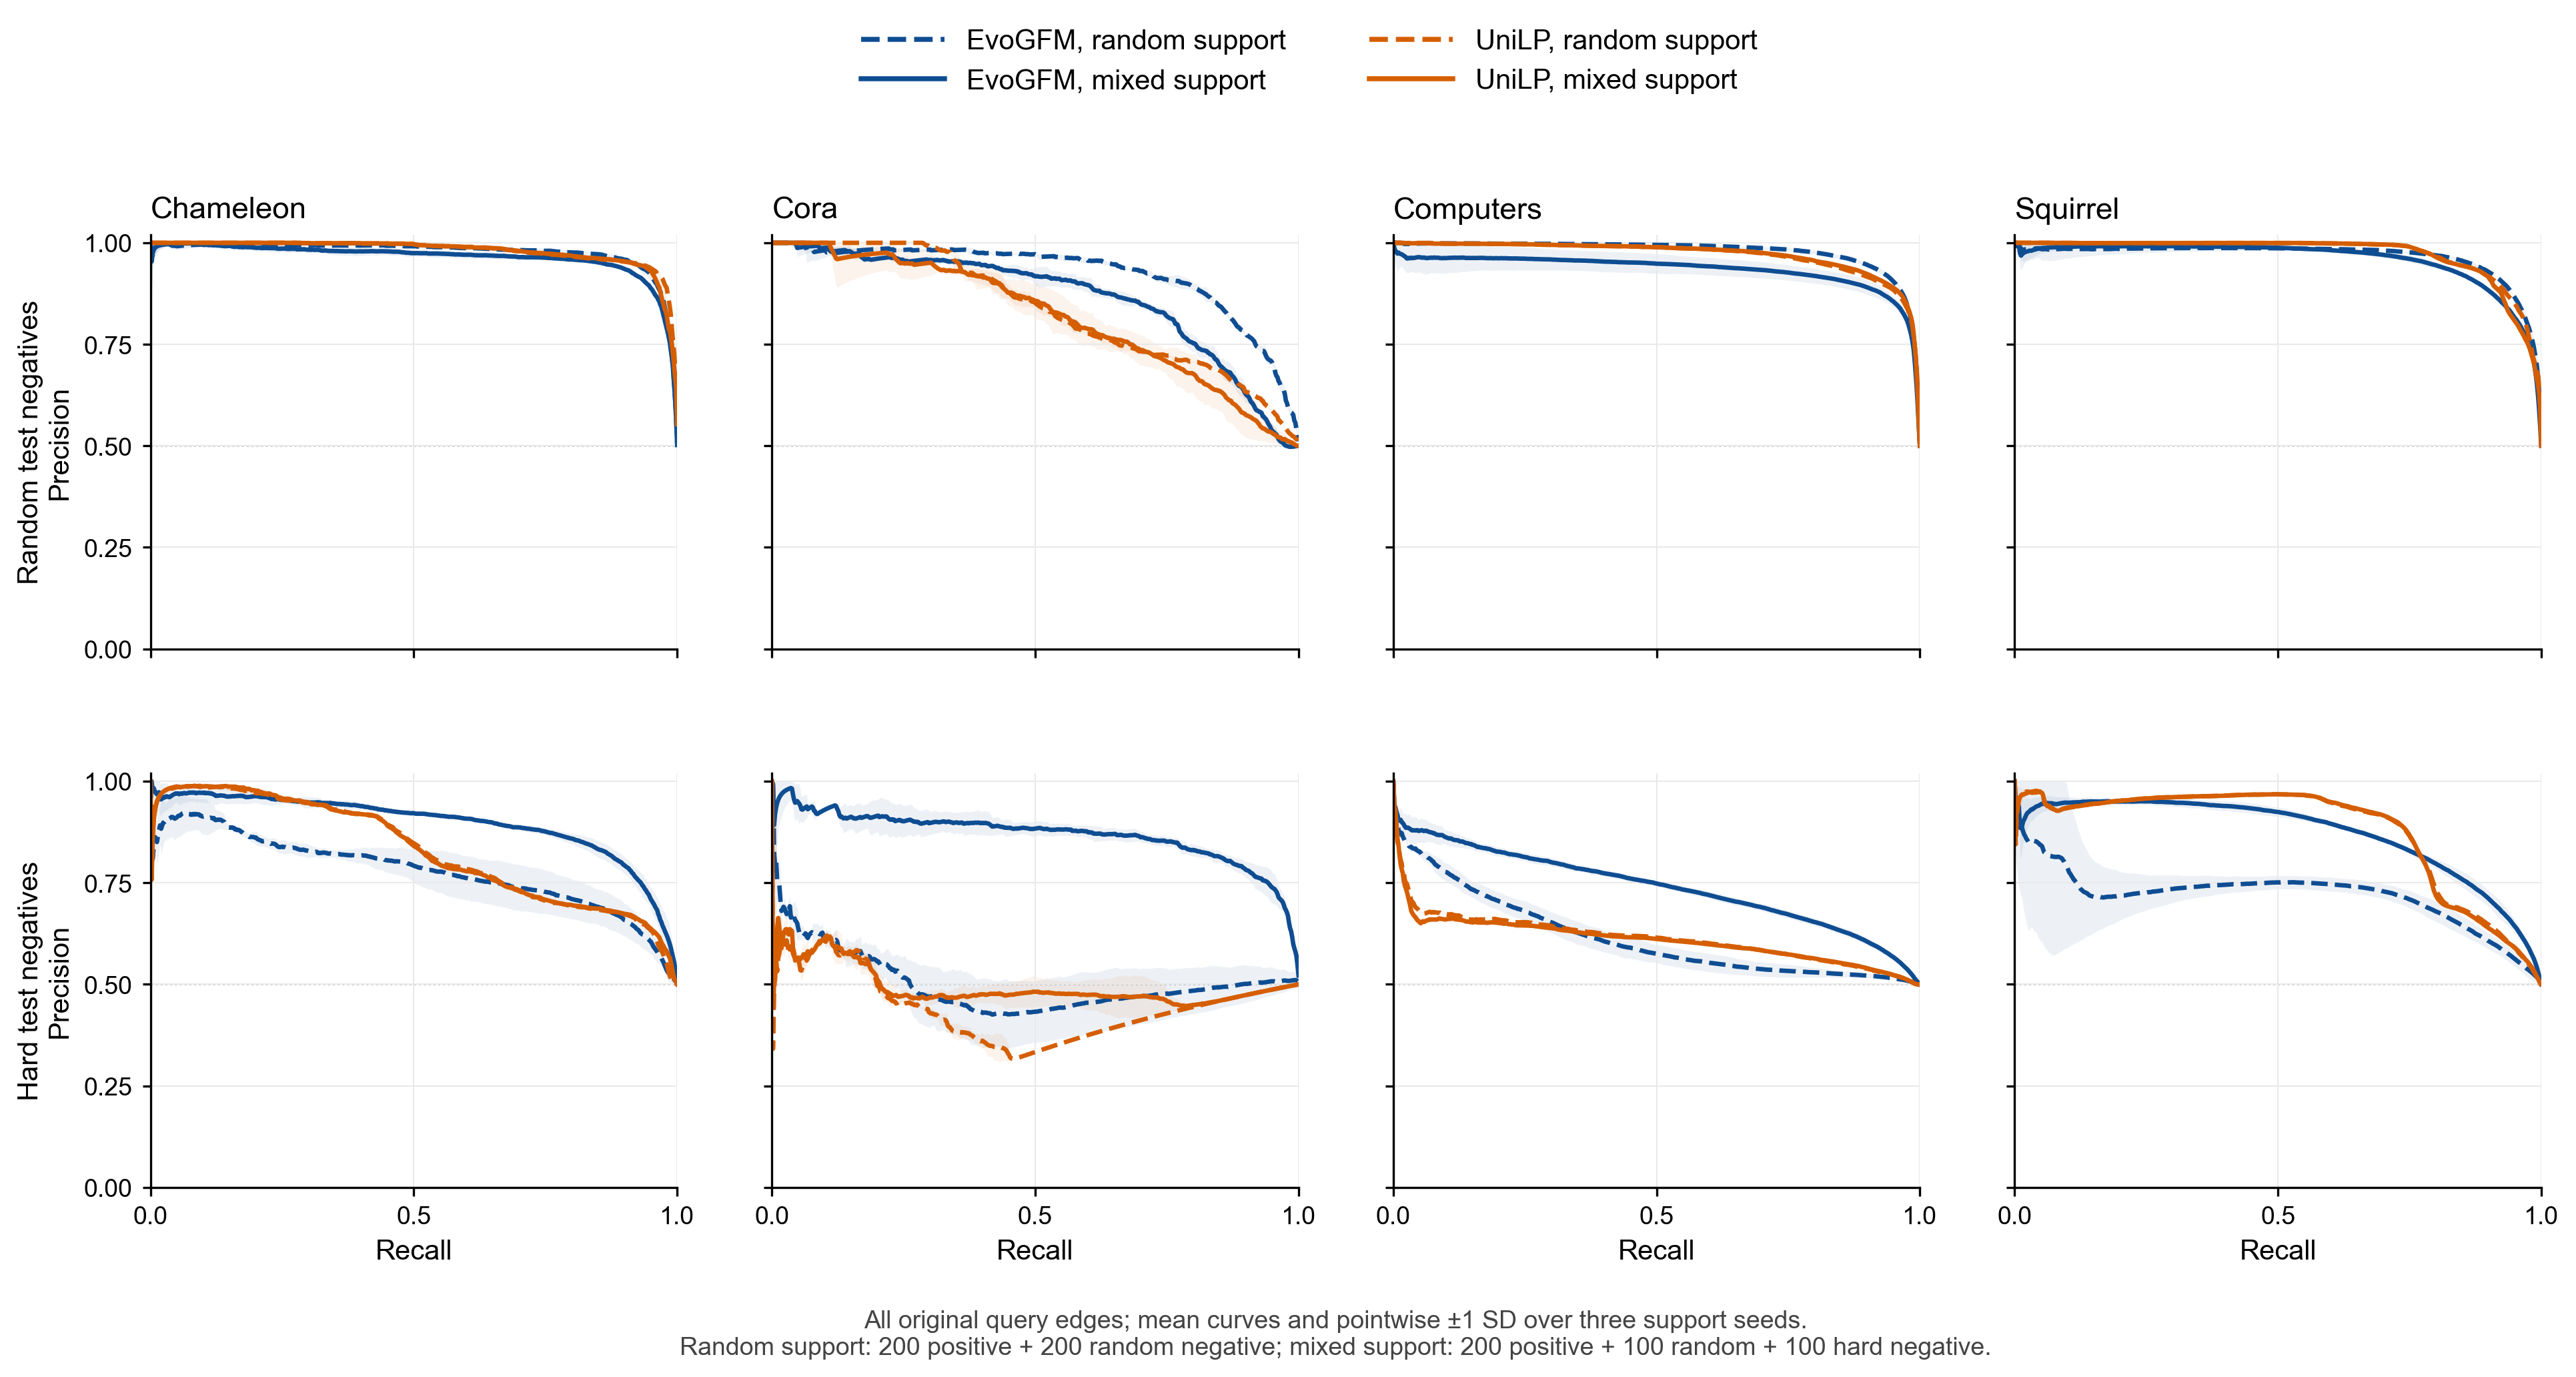 EvoGFM, random support
UniLP, random support
EvoGFM, mixed support
UniLP, mixed support
Chameleon
Cora
Computers
Squirrel
Random test negatives
Precision
1.00
0.75
0.50
0.25
0.00
Hard test negatives
Precision
1.00
0.75
0.50
0.25
0.00
0.0 0.5 1.0
0.0 0.5 1.0
0.0 0.5 1.0
0.0 0.5 1.0
Recall
Recall
Recall
Recall
All original query edges; mean curves and pointwise ±1 SD over three support seeds.
Random support: 200 positive + 200 random negative; mixed support: 200 positive + 100 random + 100 hard negative.